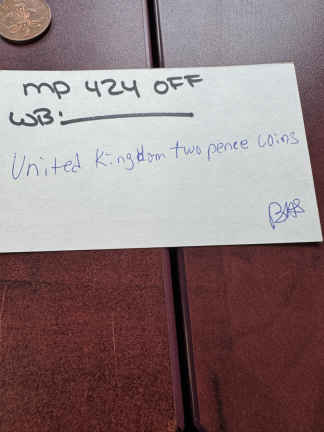 mp 424 OFF
WB:
United Kingdom two pence coins